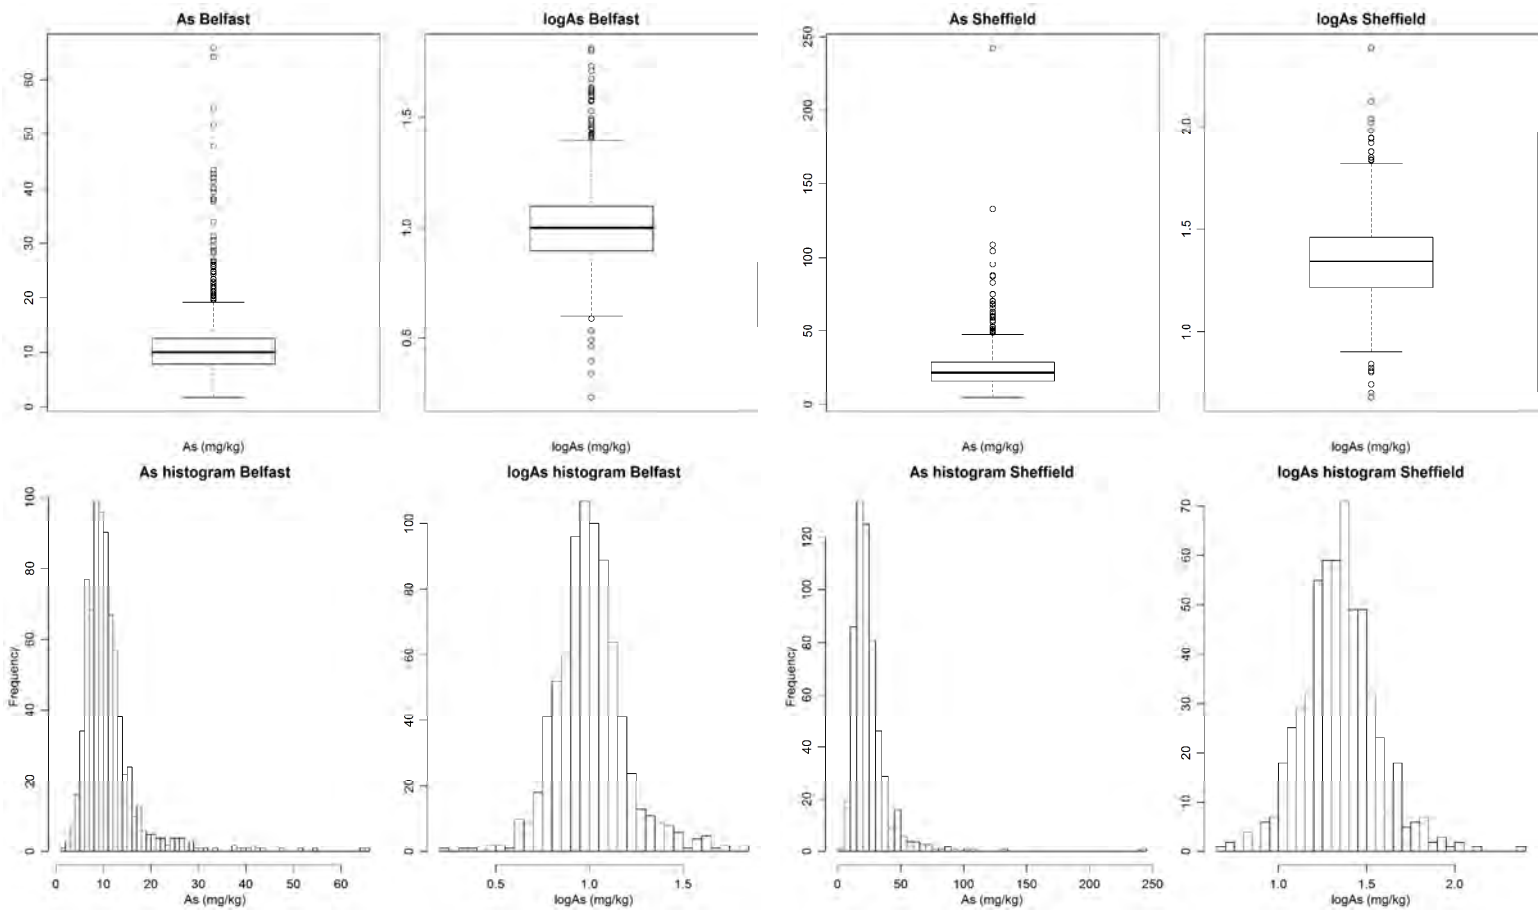 As Belfast
60
50
40
30
20
10
0
As (mg/kg)
logAs Belfast
1.5
1.0
0.5
logAs (mg/kg)
As Sheffield
250
200
150
100
50
0
As (mg/kg)
logAs Sheffield
2.0
1.5
1.0
logAs (mg/kg)
As histogram Belfast
Frequency
100
80
60
40
20
0
0 10 20 30 40 50 60
As (mg/kg)
logAs histogram Belfast
100
80
60
40
20
0
0.5 1.0 1.5
logAs (mg/kg)
As histogram Sheffield
Frequency
120
100
80
60
40
20
0
0 50 100 150 200 250
As (mg/kg)
logAs histogram Sheffield
70
60
50
40
30
20
10
0
1.0 1.5 2.0
logAs (mg/kg)